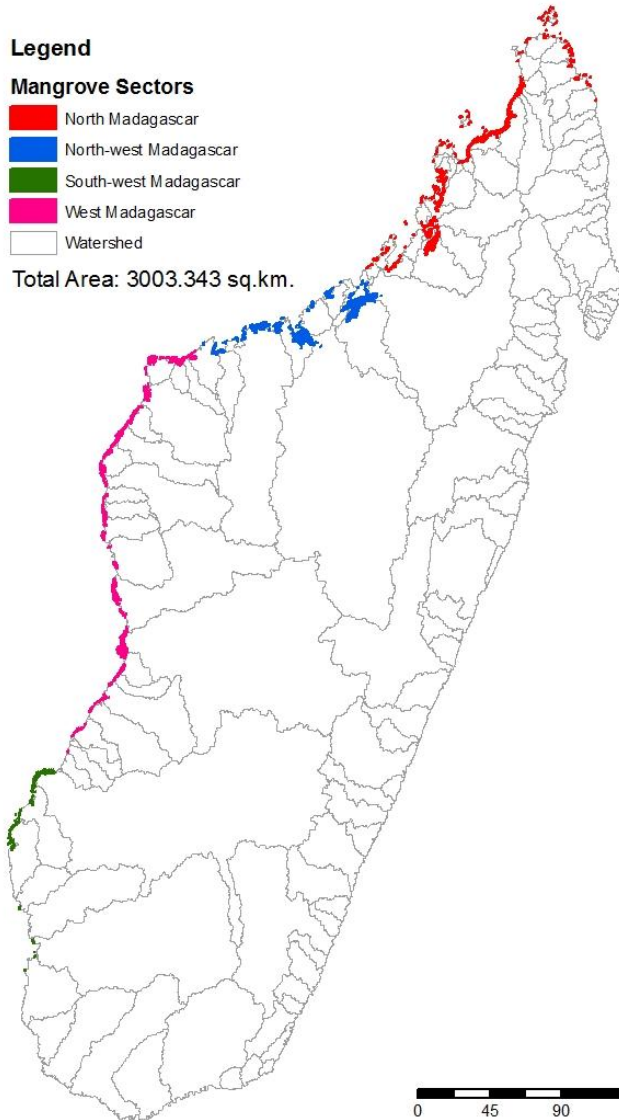 Legend
Mangrove Sectors
North Madagascar
North-west Madagascar
South-west Madagascar
West Madagascar
Watershed
Total Area: 3003.343 sq.km.
0 45 90